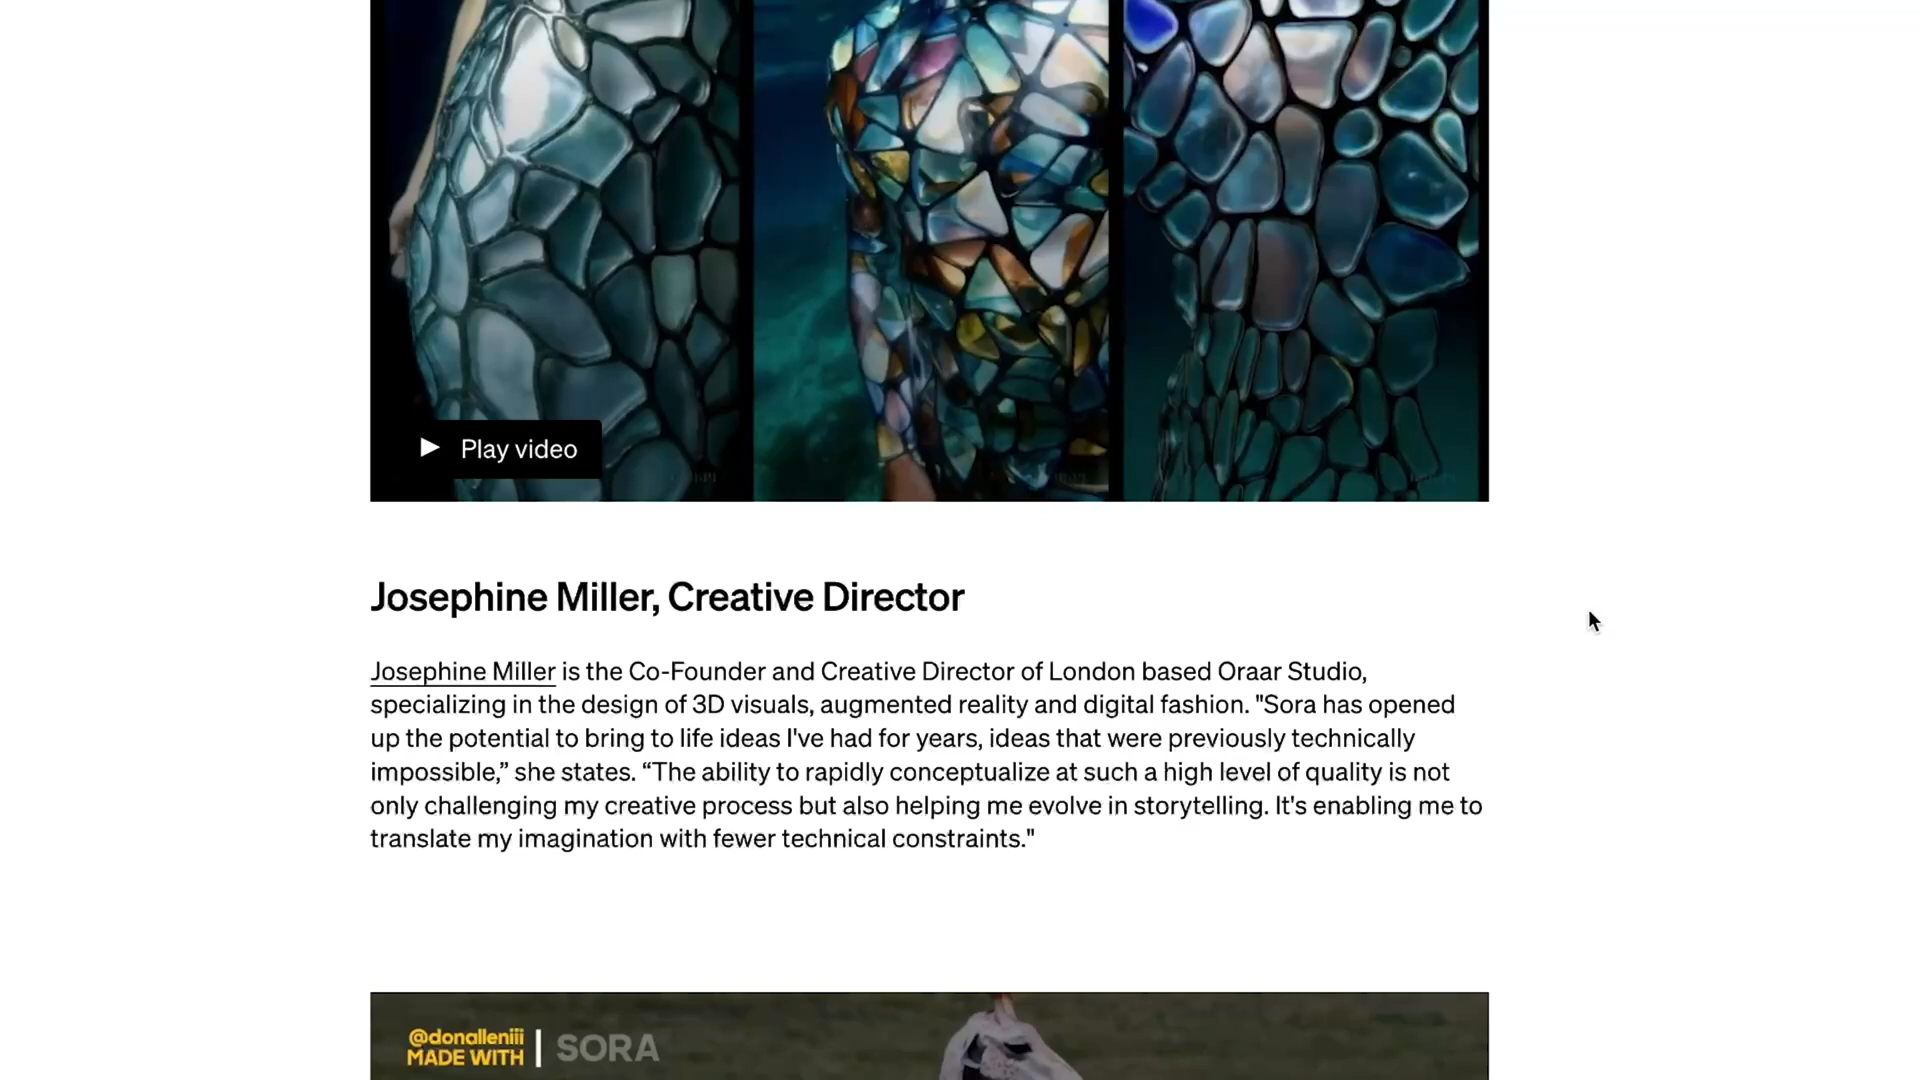 Play video
Josephine Miller, Creative Director
Josephine Miller is the Co-Founder and Creative Director of London based Oraar Studio,
specializing in the design of 3D visuals, augmented reality and digital fashion. "Sora has opened
up the potential to bring to life ideas I've had for years, ideas that were previously technically
impossible,” she states. “The ability to rapidly conceptualize at such a high level of quality is not
only challenging my creative process but also helping me evolve in storytelling. It's enabling me to
translate my imagination with fewer technical constraints."
@donalleniii
MADE WITH | SORA